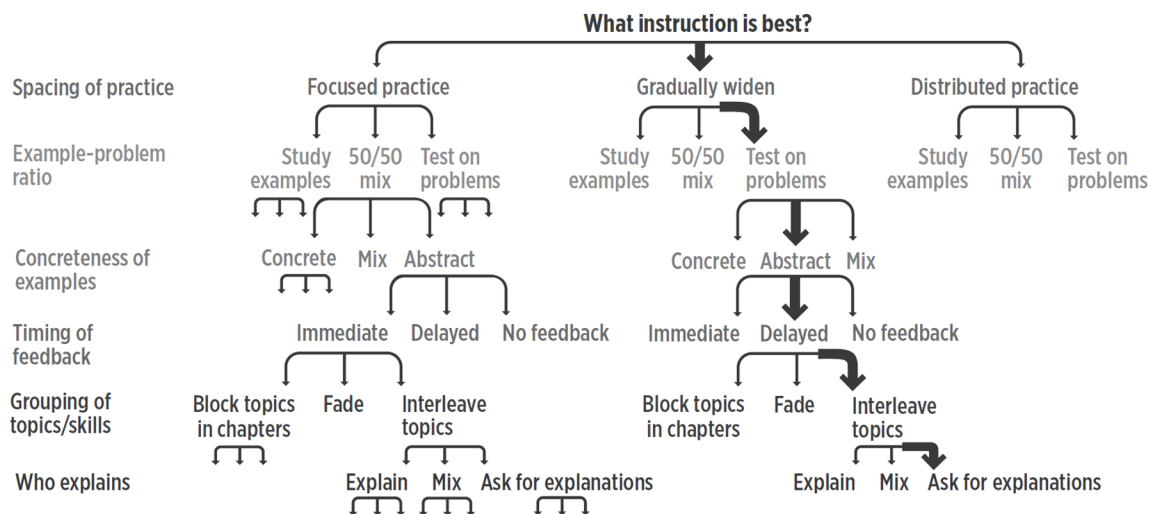 What instruction is best?
Spacing of practice Focused practice Gradually widen Distributed practice
Example–problem Study 50/50 Test on Study 50/50 Test on Study 50/50 Test on
ratio examples mix problems examples mix problems examples mix problems
Concreteness of Concrete Mix Abstract Concrete Abstract Mix
examples
Timing of Immediate Delayed No feedback Immediate Delayed No feedback
feedback
Grouping of Block topics Fade Interleave Block topics Fade Interleave
topics/skills in chapters topics in chapters topics
Who explains Explain Mix Ask for explanations Explain Mix Ask for explanations